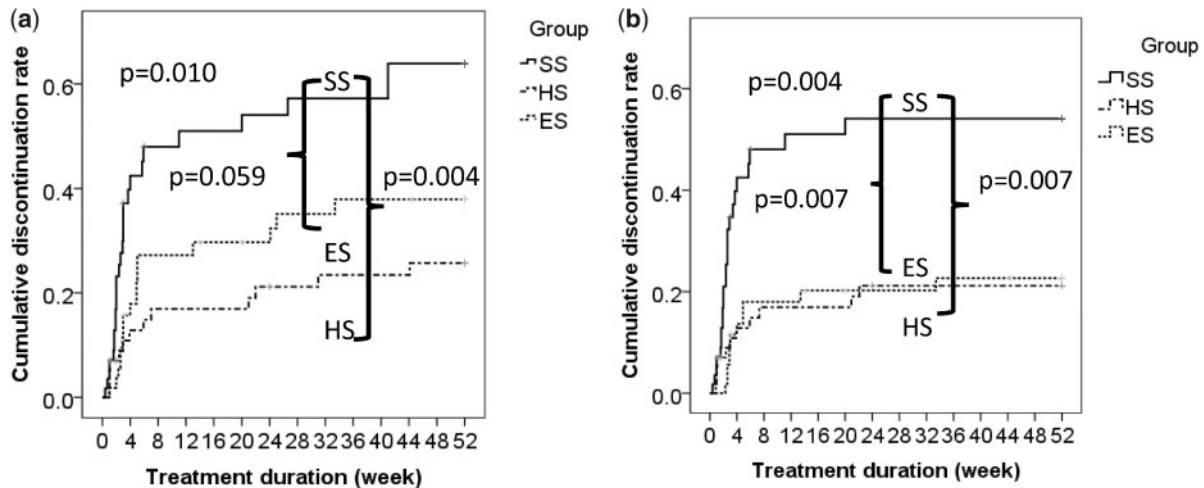 (a)
Cumulative discontinuation rate
0.6
0.4
0.2
0.0
p=0.010
p=0.059
p=0.004
SS
ES
HS
Group
SS
HS
ES
0 4 8 12 16 20 24 28 32 36 40 44 48 52
Treatment duration (week)
(b)
Cumulative discontinuation rate
0.6
0.4
0.2
0.0
p=0.004
p=0.007
p=0.007
SS
ES
HS
Group
SS
HS
ES
0 4 8 12 16 20 24 28 32 36 40 44 48 52
Treatment duration (week)